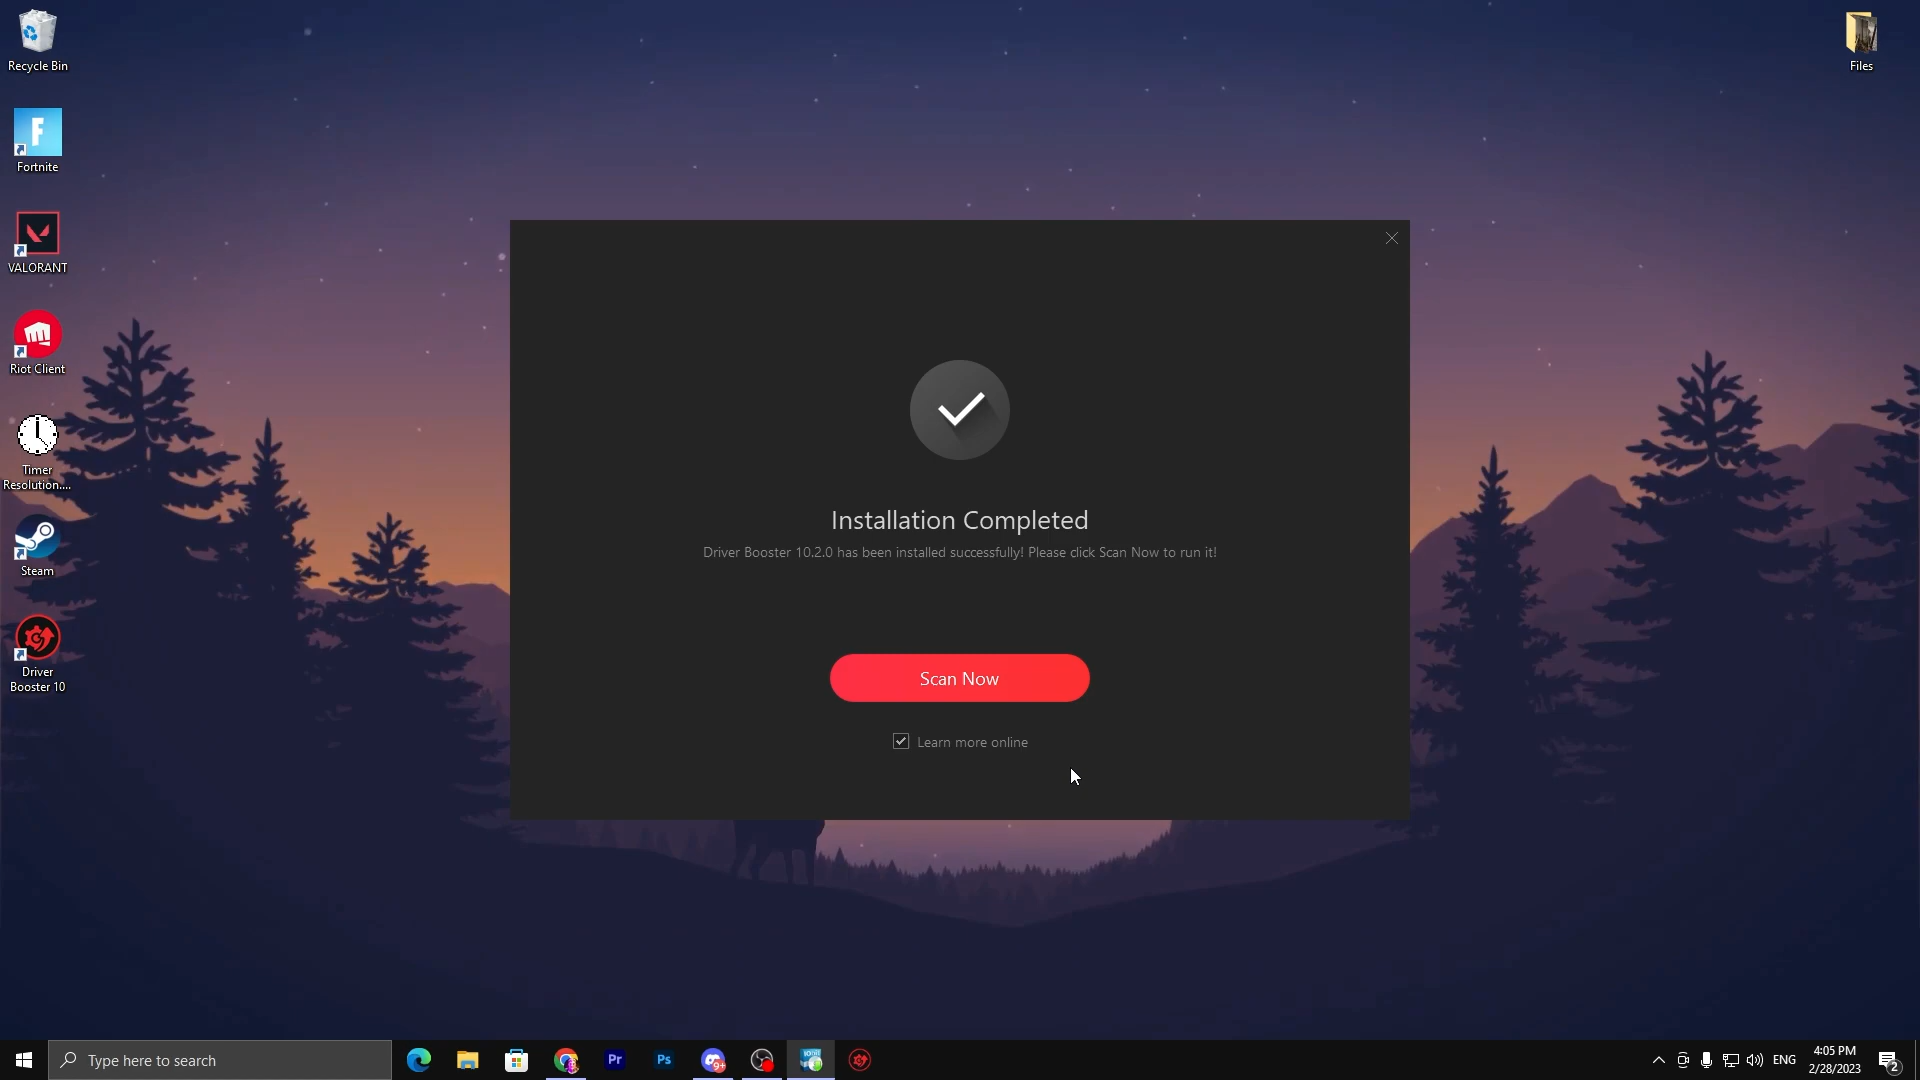 Recycle Bin
Files
Fortnite
VALORANT
Riot Client
Timer
Resolution....
Steam
Driver
Booster 10
Installation Completed
Driver Booster 10.2.0 has been installed successfully! Please click Scan Now to run it!
Scan Now
Learn more online
Type here to search
Pr
Ps
9+
ENG
4:05 PM
2/28/2023
2